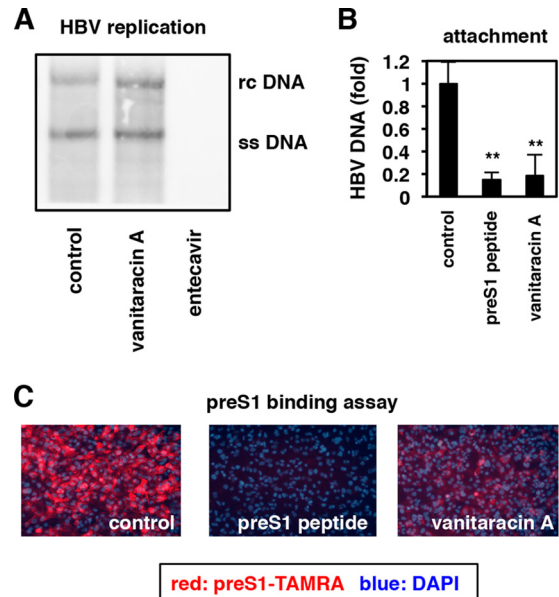 A
HBV replication
rc DNA
ss DNA
control
vanitaracin A
entecavir
B
attachment
HBV DNA (fold)
1.2
1
0.8
0.6
0.4
0.2
0
**
**
control
preS1 peptide
vanitaracin A
C
preS1 binding assay
control
preS1 peptide
vanitaracin A
red: preS1-TAMRA blue: DAPI